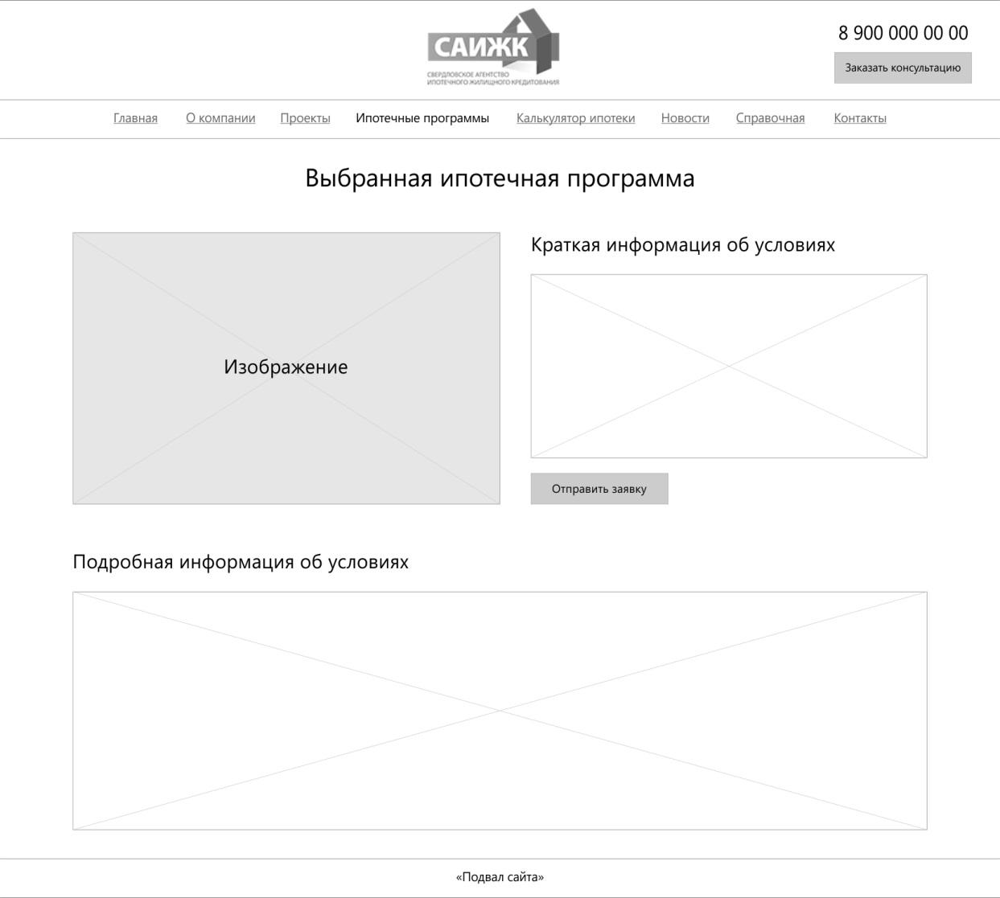 САИЖК
СВЕРДЛОВСКОЕ АГЕНТСТВО
ИПОТЕЧНОГО ЖИЛИЩНОГО КРЕДИТОВАНИЯ
8 900 000 00 00
Заказать консультацию
Главная О компании Проекты Ипотечные программы Калькулятор ипотеки Новости Справочная Контакты
Выбранная ипотечная программа
Изображение
Краткая информация об условиях
Отправить заявку
Подробная информация об условиях
«Подвал сайта»